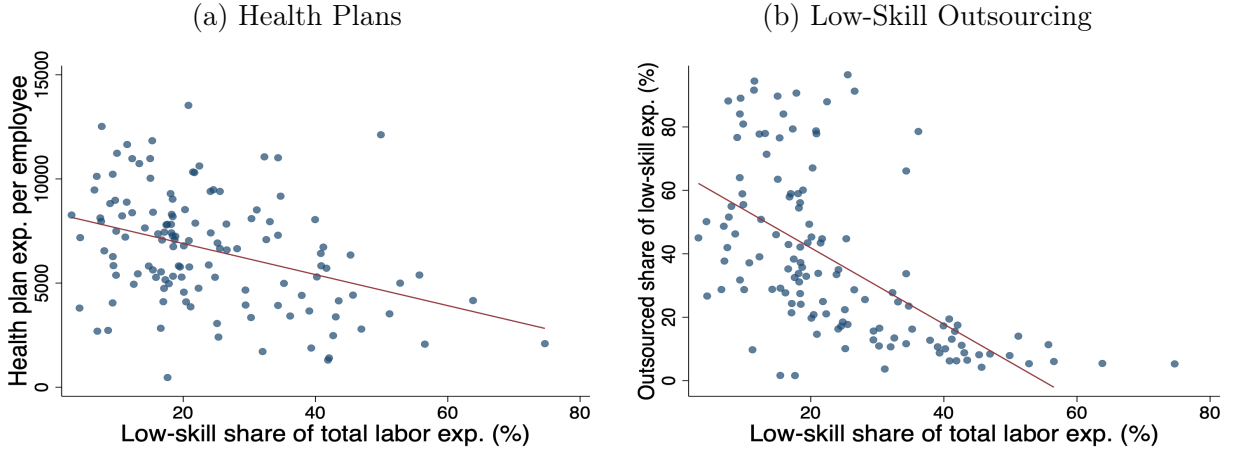 (a) Health Plans
Health plan exp. per employee
15000
10000
5000
0
20
40
60
80
Low-skill share of total labor exp. (%)
(b) Low-Skill Outsourcing
Outsourced share of low-skill exp. (%)
80
60
40
20
0
20
40
60
80
Low-skill share of total labor exp. (%)